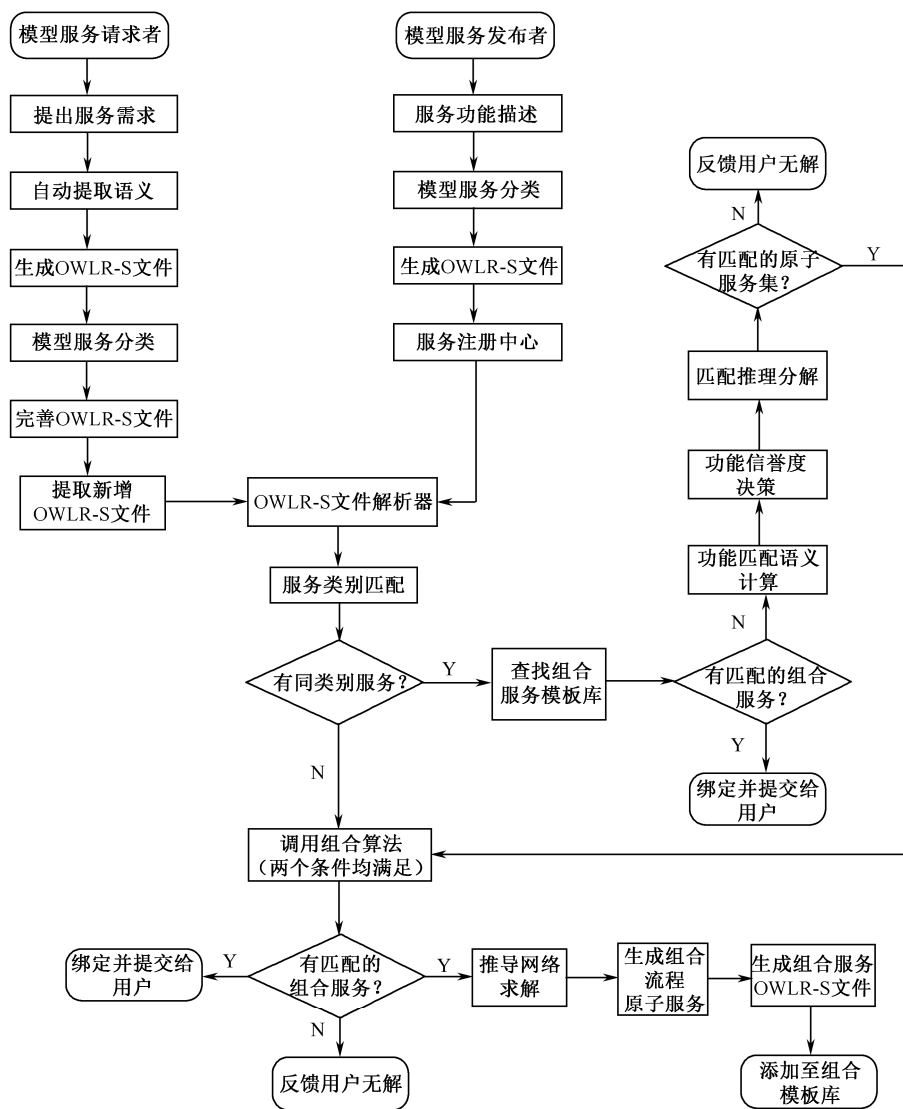 模型服务请求者
提出服务需求
自动提取语义
生成OWLR-S文件
模型服务分类
完善OWLR-S文件
提取新增
OWLR-S文件
模型服务发布者
服务功能描述
模型服务分类
生成OWLR-S文件
服务注册中心
OWLR-S文件解析器
服务类别匹配
有同类别服务?
Y
N
查找组合
服务模板库
有匹配的组合
服务?
Y
绑定并提交给
用户
N
功能匹配语义
计算
功能信誉度
决策
匹配推理分解
有匹配的原子
服务集?
N
反馈用户无解
Y
调用组合算法
(两个条件均满足)
有匹配的
组合服务?
Y
绑定并提交给
用户
N
反馈用户无解
Y
推导网络
求解
生成组合
流程
原子服务
生成组合服务
OWLR-S文件
添加至组合
模板库